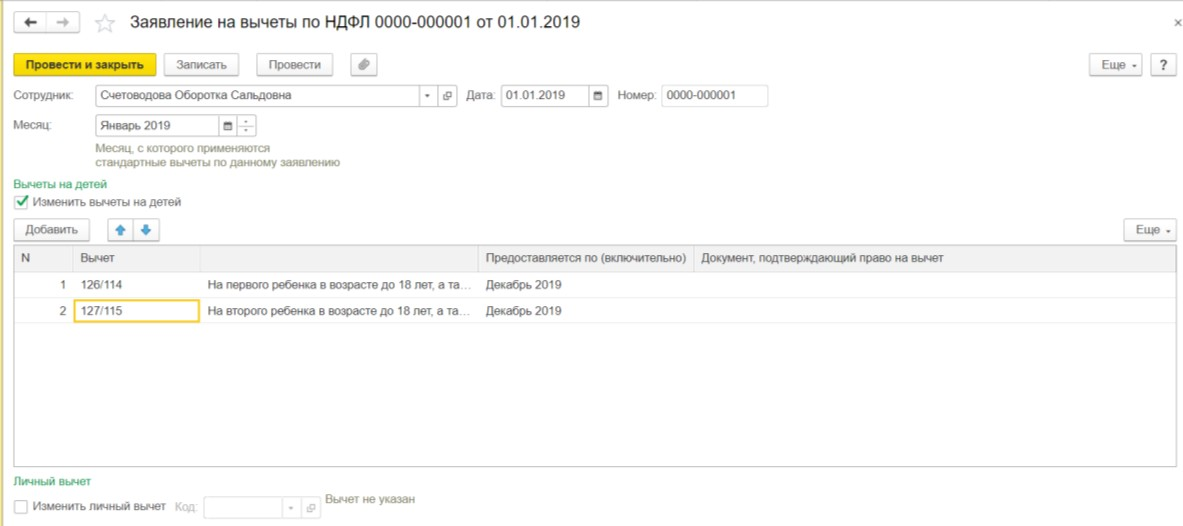 Заявление на вычеты по НДФЛ 0000-000001 от 01.01.2019
Провести и закрыть Записать Провести Еще ?
Сотрудник: Счетоводова Оборотка Сальдовна Дата: 01.01.2019 Номер: 0000-000001
Месяц: Январь 2019
Месяц, с которого применяются
стандартные вычеты по данному заявлению
Вычеты на детей
Изменить вычеты на детей
Добавить Еще
N Вычет Предоставляется по (включительно) Документ, подтверждающий право на вычет
1 126/114 На первого ребенка в возрасте до 18 лет, а та... Декабрь 2019
2 127/115 На второго ребенка в возрасте до 18 лет, а та... Декабрь 2019
Личный вычет
Изменить личный вычет Код: Вычет не указан